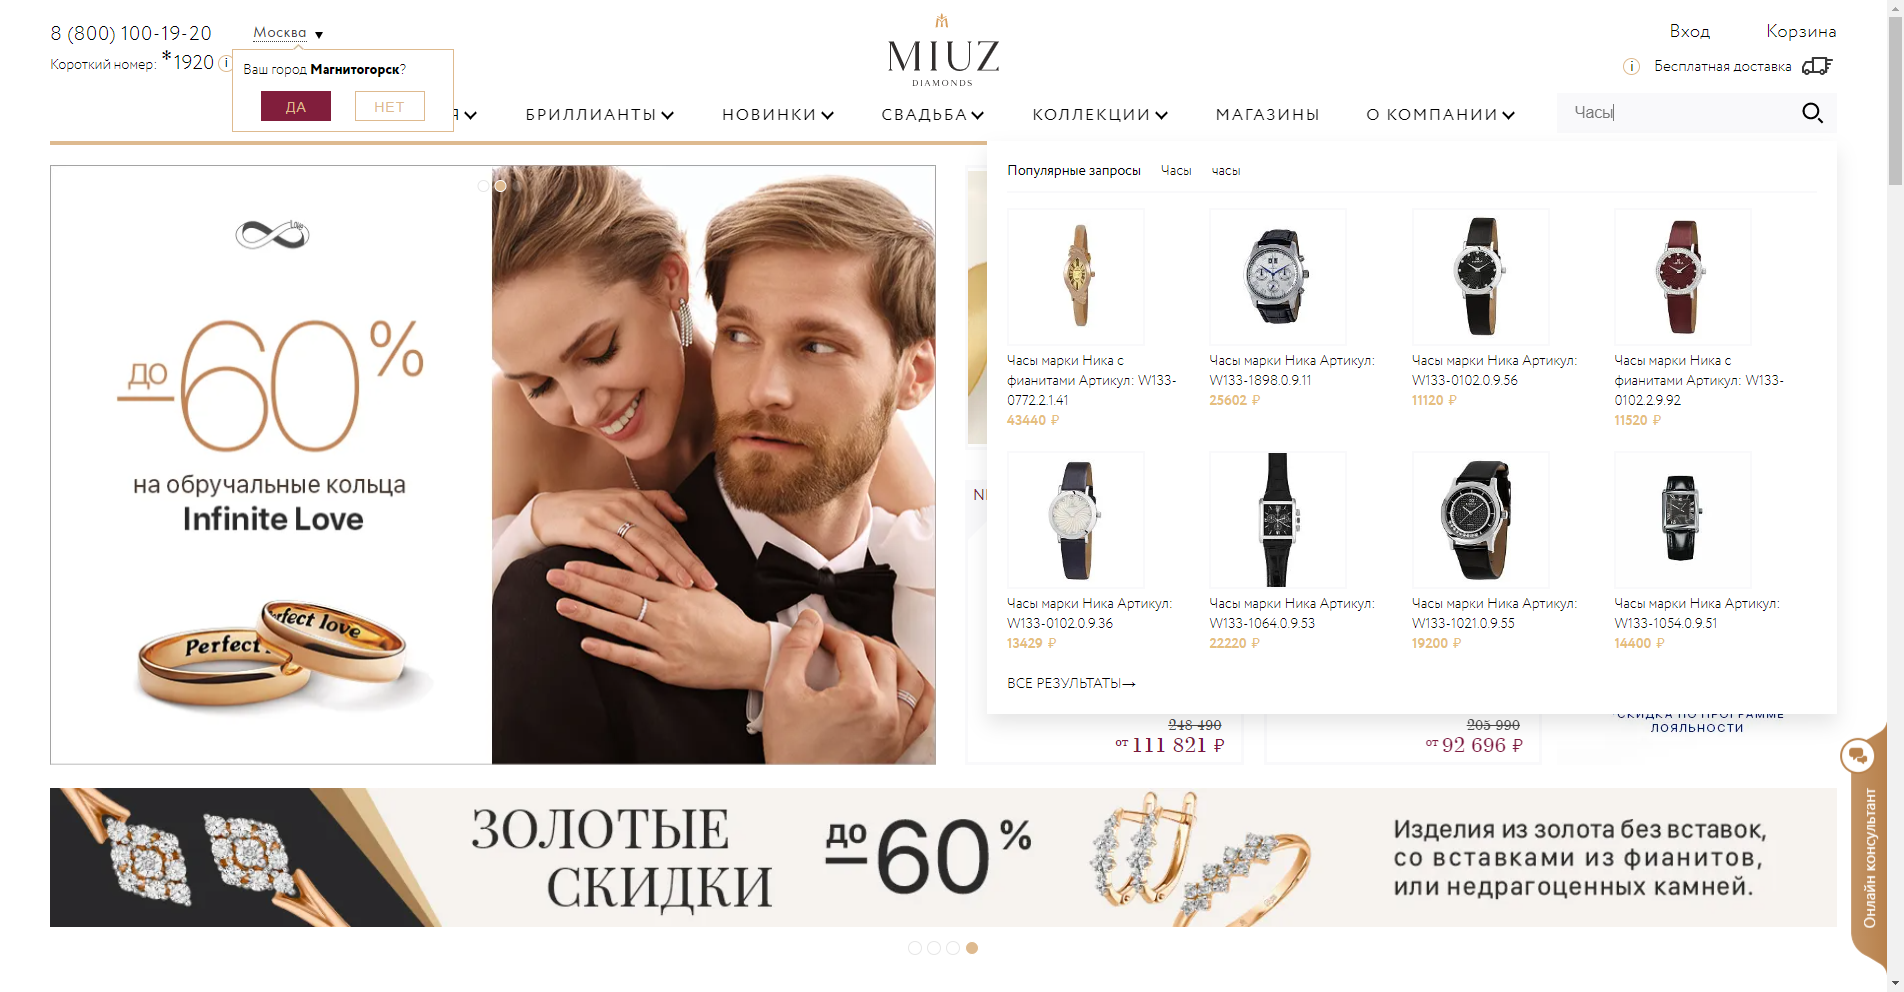 8 (800) 100-19-20
Москва ▼
Короткий номер: *1920 i
Ваш город Магнитогорск?
ДА
НЕТ
MIUZ
DIAMONDS
Вход
Корзина
i Бесплатная доставка
Я
БРИЛЛИАНТЫ
НОВИНКИ
СВАДЬБА
КОЛЛЕКЦИИ
МАГАЗИНЫ
О КОМПАНИИ
Часы
Популярные запросы Часы часы
Часы марки Ника с
фианитами Артикул: W133-
0772.2.1.41
43440 ₽
Часы марки Ника Артикул:
W133-1898.0.9.11
25602 ₽
Часы марки Ника Артикул:
W133-0102.0.9.56
11120 ₽
Часы марки Ника с
фианитами Артикул: W133-
0102.2.9.92
11520 ₽
Часы марки Ника Артикул:
W133-0102.0.9.36
13429 ₽
Часы марки Ника Артикул:
W133-1064.0.9.53
22220 ₽
Часы марки Ника Артикул:
W133-1021.0.9.55
19200 ₽
Часы марки Ника Артикул:
W133-1054.0.9.51
14400 ₽
ВСЕ РЕЗУЛЬТАТЫ→
Love
до
–60%
на обручальные кольца
Infinite Love
Perfect
Perfect love
248 490
от 111 821 ₽
205 990
от 92 696 ₽
СКИДКА ПО ПРОГРАММЕ
ЛОЯЛЬНОСТИ
ЗОЛОТЫЕ
СКИДКИ
до
–60%
Изделия из золота без вставок,
со вставками из фианитов,
или недрагоценных камней.
Онлайн консультант